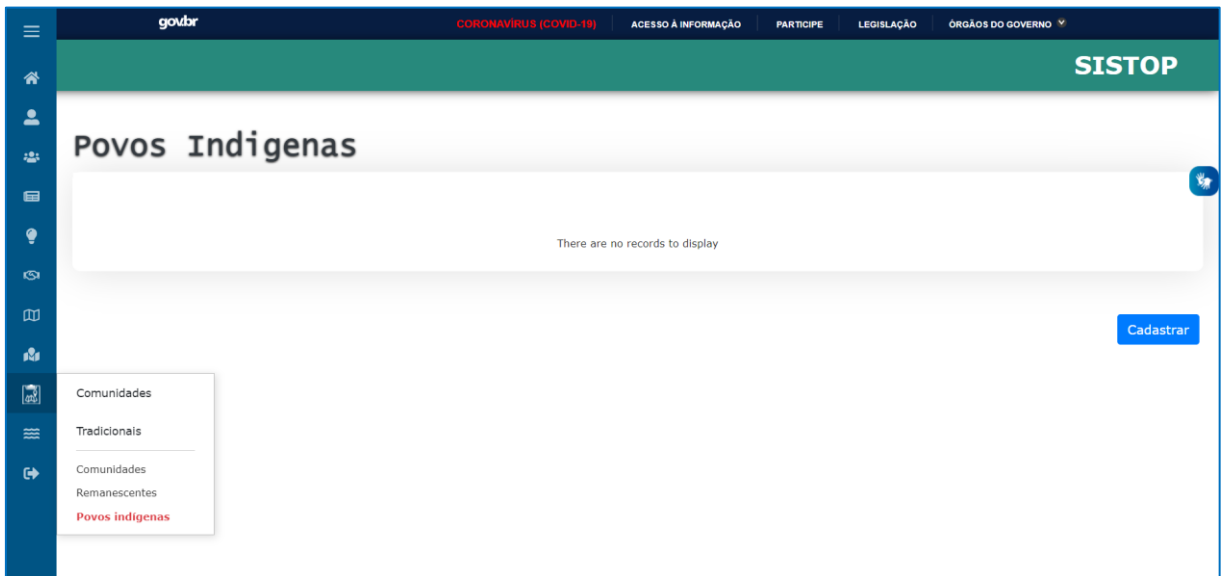 gov.br CORONAVÍRUS (COVID-19) ACESSO À INFORMAÇÃO PARTICIPE LEGISLAÇÃO ÓRGÃOS DO GOVERNO
SISTOP
Povos Indigenas
There are no records to display
Cadastrar
Comunidades
Tradicionais
Comunidades
Remanescentes
Povos indígenas